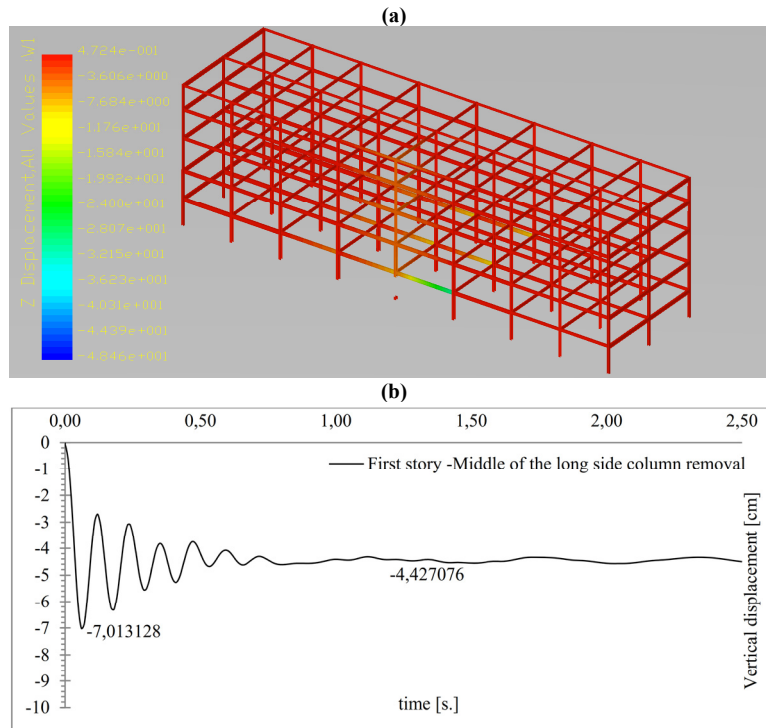 (a)
Z Displacement,All Values :W1
4.724e-001
-3.606e+000
-7.684e+000
-1.176e+001
-1.584e+001
-1.992e+001
-2.400e+001
-2.807e+001
-3.215e+001
-3.623e+001
-4.031e+001
-4.439e+001
-4.846e+001
(b)
0,00 0,50 1,00 1,50 2,00 2,50
0
-1
-2
-3
-4
-5
-6
-7
-8
-9
-10
First story -Middle of the long side column removal
-4,427076
-7,013128
Vertical displacement [cm]
time [s.]